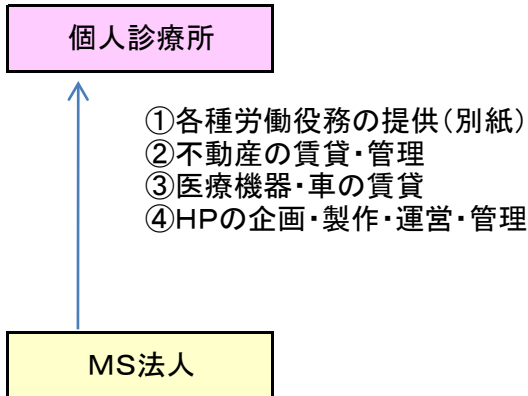 個人診療所
①各種労働役務の提供(別紙)
②不動産の賃貸・管理
③医療機器・車の賃貸
④HPの企画・製作・運営・管理
MS法人